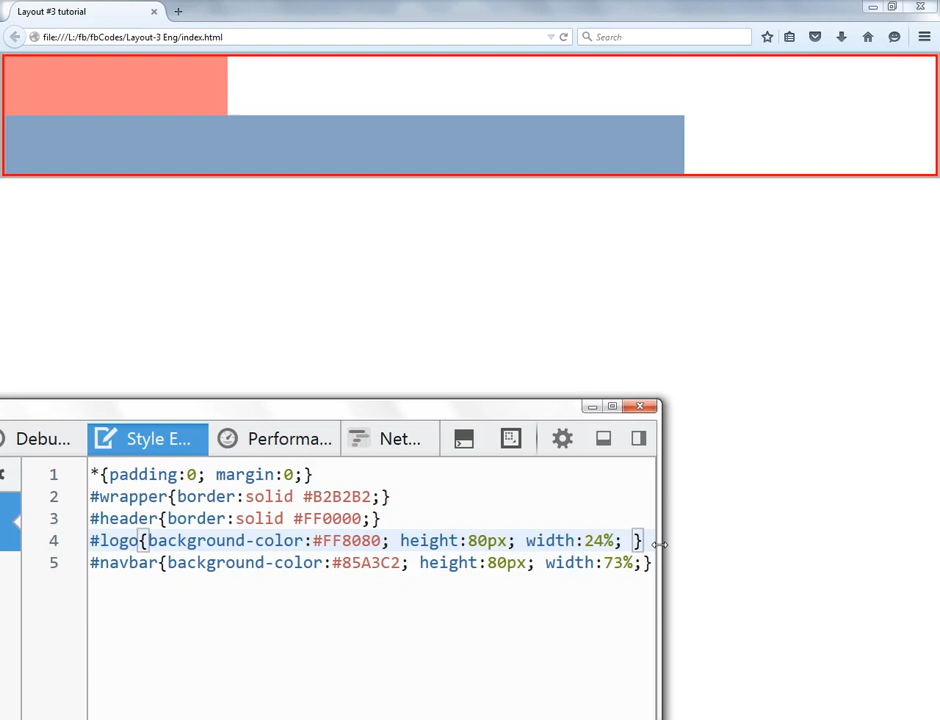 Layout #3 tutorial
file:///L:/fb/fbCodes/Layout-3 Eng/index.html
Search
Debu...
Style E...
Performa...
Net...
1 *{padding:0; margin:0;}
2 #wrapper{border:solid #B2B2B2;}
3 #header{border:solid #FF0000;}
4 #logo{background-color:#FF8080; height:80px; width:24%; }
5 #navbar{background-color:#85A3C2; height:80px; width:73%;}